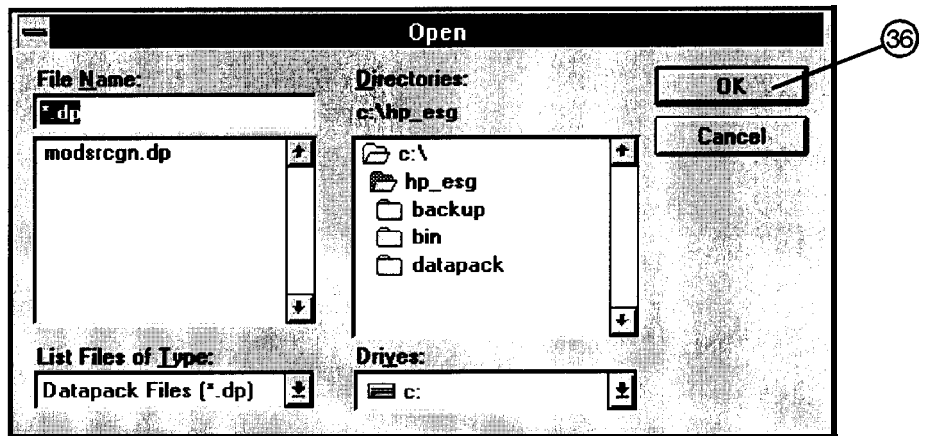 Open
36
File Name:
*.dp
modsrcgn.dp
List Files of Type:
Datapack Files (*.dp)
Directories:
c:\hp_esg
c:\
hp_esg
backup
bin
datapack
Drives:
c:
OK
Cancel